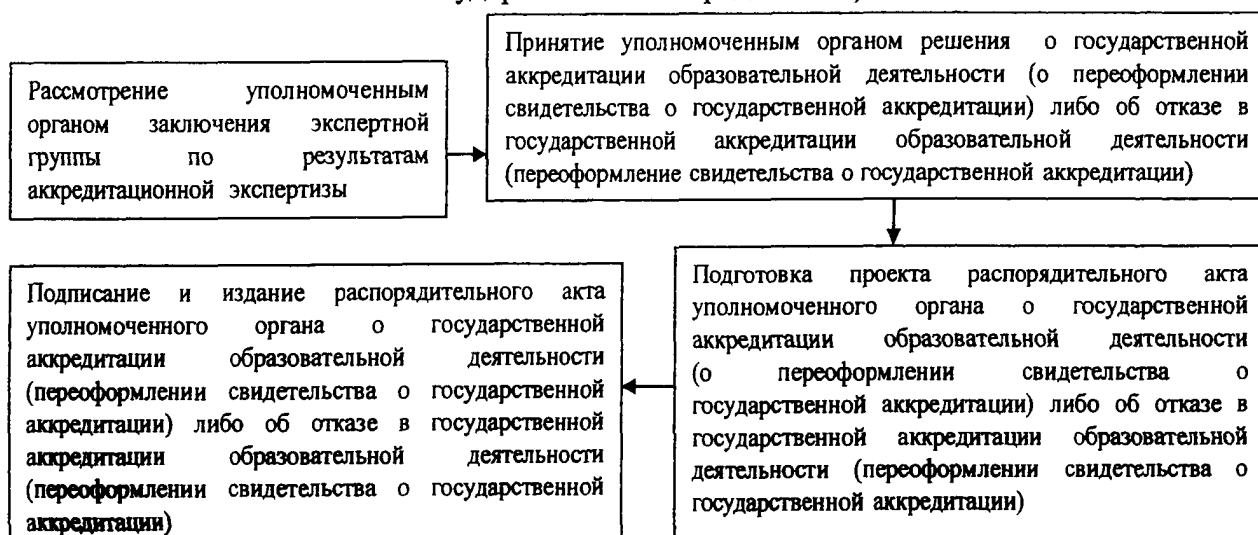 Рассмотрение уполномоченным
органом заключения экспертной
группы по результатам
аккредитационной экспертизы
Принятие уполномоченным органом решения о государственной
аккредитации образовательной деятельности (о переоформлении
свидетельства о государственной аккредитации) либо об отказе в
государственной аккредитации образовательной деятельности
(переоформление свидетельства о государственной аккредитации)
Подготовка проекта распорядительного акта
уполномоченного органа о государственной
аккредитации образовательной деятельности
(о переоформлении свидетельства о
государственной аккредитации) либо об отказе в
государственной аккредитации образовательной
деятельности (переоформлении свидетельства о
государственной аккредитации)
Подписание и издание распорядительного акта
уполномоченного органа о государственной
аккредитации образовательной деятельности
(переоформлении свидетельства о государственной
аккредитации) либо об отказе в государственной
аккредитации образовательной деятельности
(переоформлении свидетельства о государственной
аккредитации)